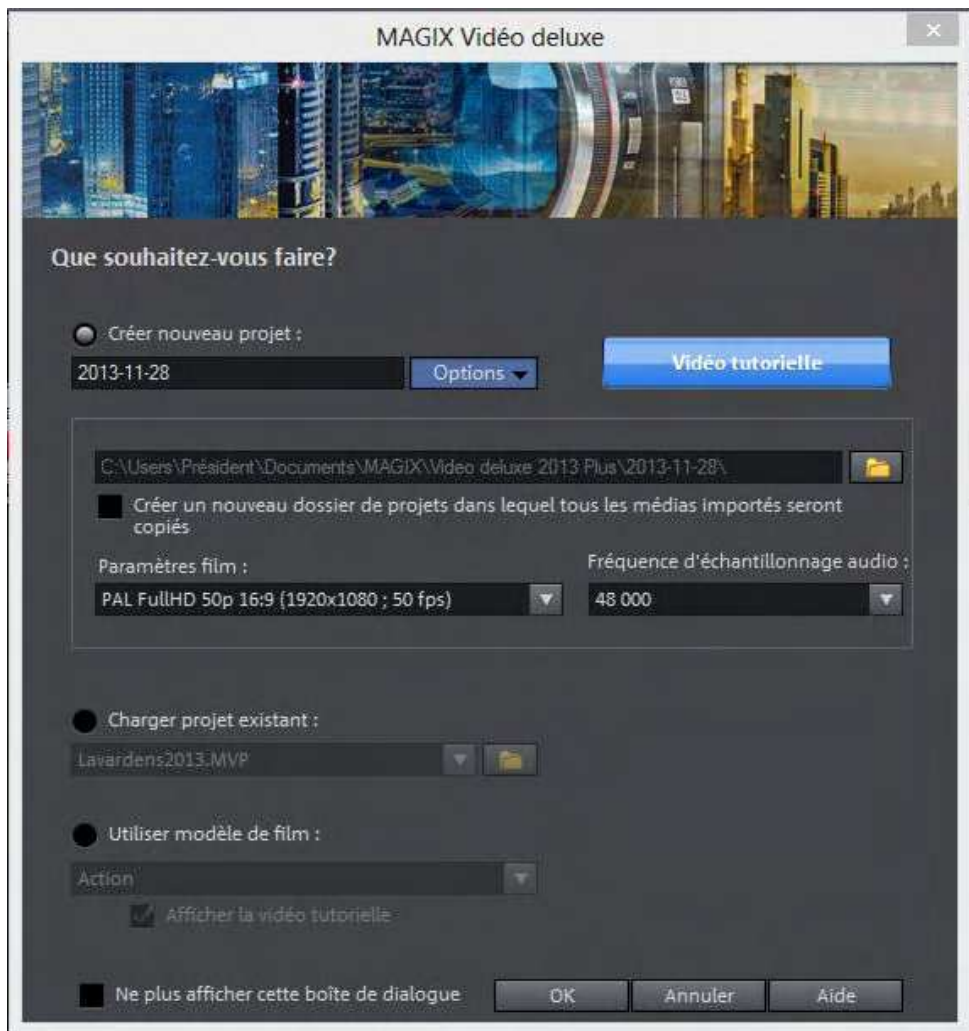 MAGIX Vidéo deluxe
Que souhaitez-vous faire?
Créer nouveau projet :
2013-11-28
Options
Vidéo tutorielle
C:\Users\Président\Documents\MAGIX\Video deluxe 2013 Plus\2013-11-28\
Créer un nouveau dossier de projets dans lequel tous les médias importés seront
copiés
Paramètres film :
Fréquence d'échantillonnage audio :
PAL FullHD 50p 16:9 (1920x1080 ; 50 fps)
48 000
Charger projet existant :
Lavardens2013.MVP
Utiliser modèle de film :
Action
Afficher la vidéo tutorielle
Ne plus afficher cette boîte de dialogue
OK
Annuler
Aide